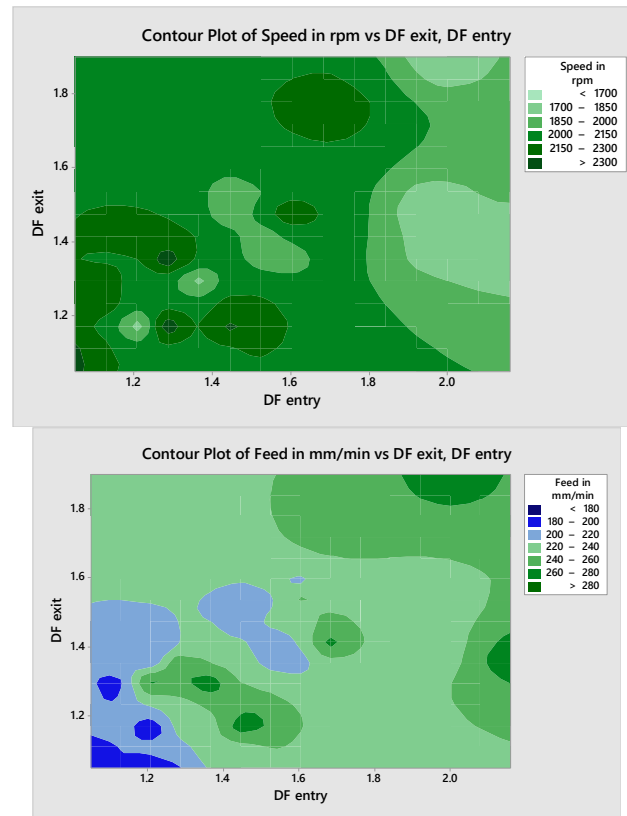 Contour Plot of Speed in rpm vs DF exit, DF entry
Speed in
rpm
< 1700
1700 – 1850
1850 – 2000
2000 – 2150
2150 – 2300
> 2300
DF exit
1.8
1.6
1.4
1.2
1.2
1.4
1.6
1.8
2.0
DF entry
Contour Plot of Feed in mm/min vs DF exit, DF entry
Feed in
mm/min
< 180
180 – 200
200 – 220
220 – 240
240 – 260
260 – 280
> 280
DF exit
1.8
1.6
1.4
1.2
1.2
1.4
1.6
1.8
2.0
DF entry